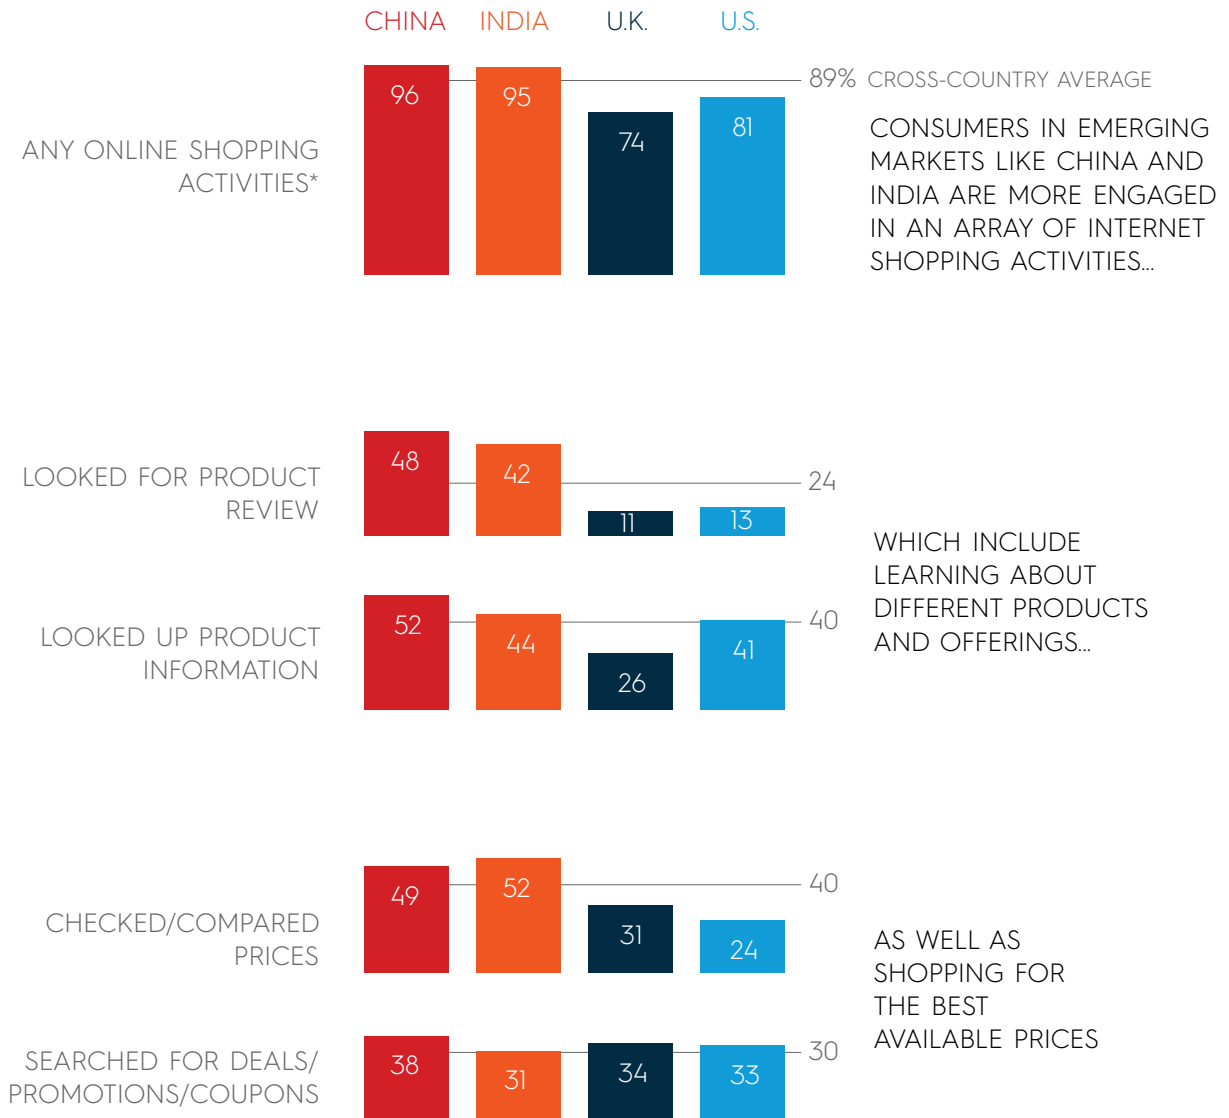 CHINA INDIA U.K. U.S.
89% CROSS-COUNTRY AVERAGE
96 95 74 81
ANY ONLINE SHOPPING
ACTIVITIES*
CONSUMERS IN EMERGING
MARKETS LIKE CHINA AND
INDIA ARE MORE ENGAGED
IN AN ARRAY OF INTERNET
SHOPPING ACTIVITIES...
LOOKED FOR PRODUCT
REVIEW
48 42 11 13
24
LOOKED UP PRODUCT
INFORMATION
52 44 26 41
40
WHICH INCLUDE
LEARNING ABOUT
DIFFERENT PRODUCTS
AND OFFERINGS...
CHECKED/COMPARED
PRICES
49 52 31 24
40
SEARCHED FOR DEALS/
PROMOTIONS/COUPONS
38 31 34 33
30
AS WELL AS
SHOPPING FOR
THE BEST
AVAILABLE PRICES